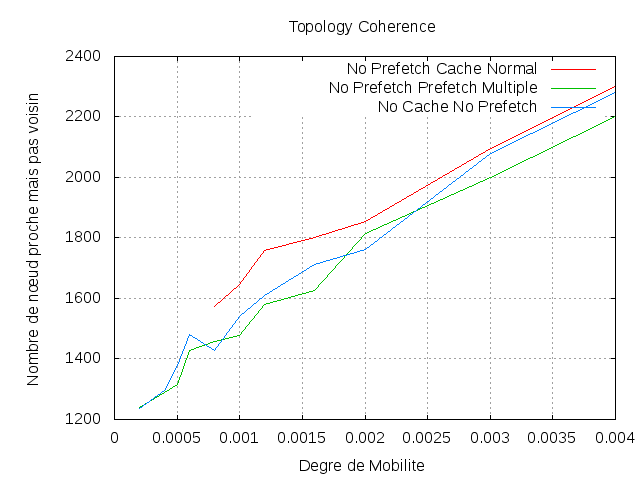 Topology Coherence
2400
2200
2000
1800
1600
1400
1200
Nombre de nœud proche mais pas voisin
No Prefetch Cache Normal
No Prefetch Prefetch Multiple
No Cache No Prefetch
0 0.0005 0.001 0.0015 0.002 0.0025 0.003 0.0035 0.004
Degre de Mobilite